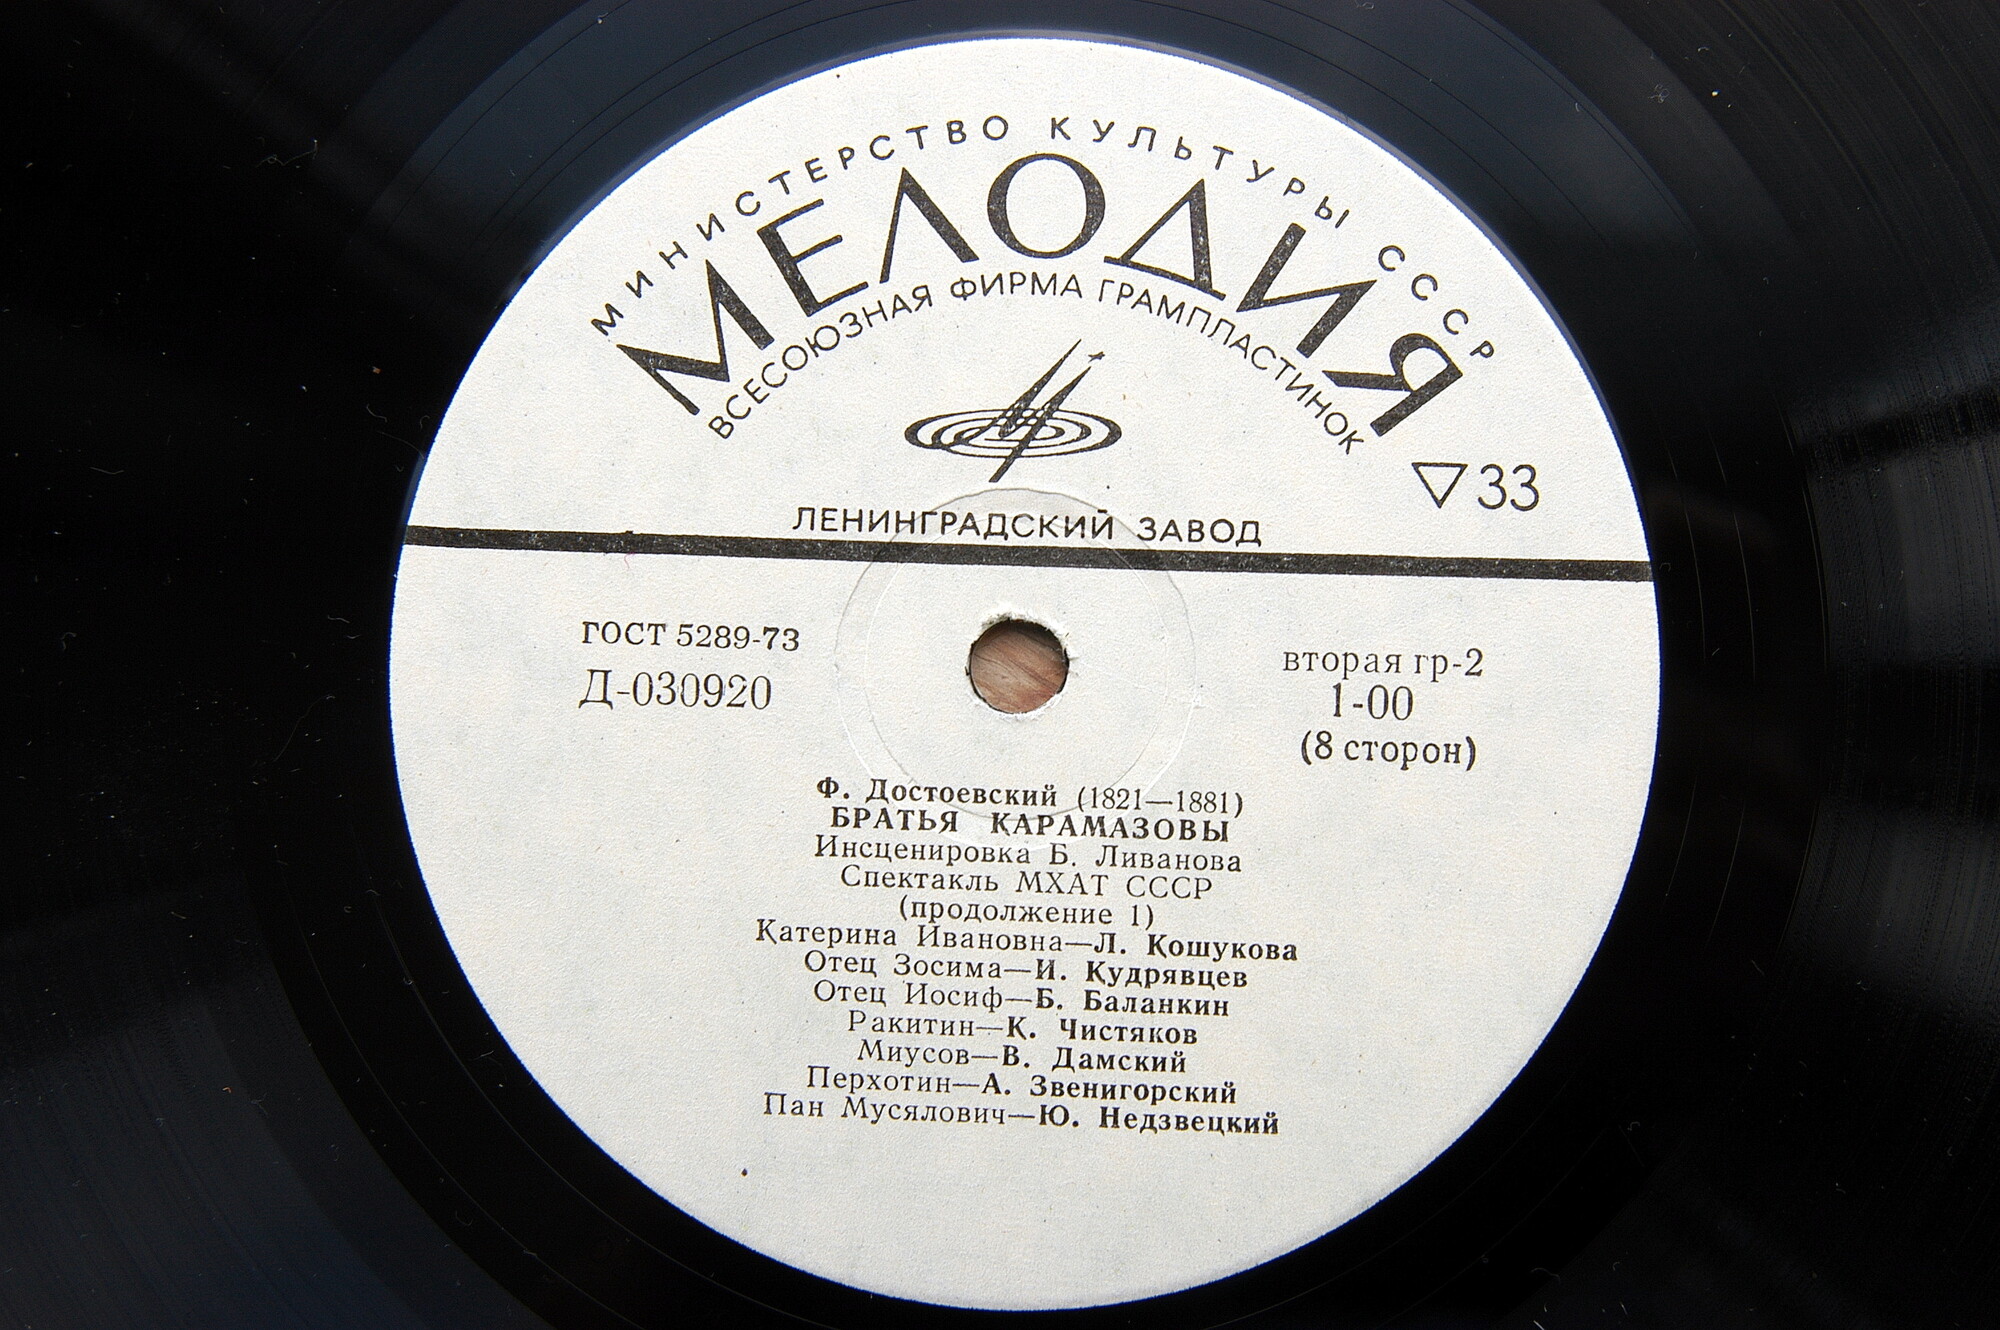 МИНИСТЕРСТВО КУЛЬТУРЫ СССР
МЕЛОДИЯ
ВСЕСОЮЗНАЯ ФИРМА ГРАМПЛАСТИНОК
33
ЛЕНИНГРАДСКИЙ ЗАВОД
ГОСТ 5289-73
Д-030920
вторая гр-2
1-00
(8 сторон)
Ф. Достоевский (1821—1881)
БРАТЬЯ КАРАМАЗОВЫ
Инсценировка Б. Ливанова
Спектакль МХАТ СССР
(продолжение 1)
Катерина Ивановна—Л. Кошукова
Отец Зосима—И. Кудрявцев
Отец Иосиф—Б. Баланкин
Ракитин—К. Чистяков
Миусов—В. Дамский
Перхотин—А. Звенигорский
Пан Мусялович—Ю. Недзвецкий